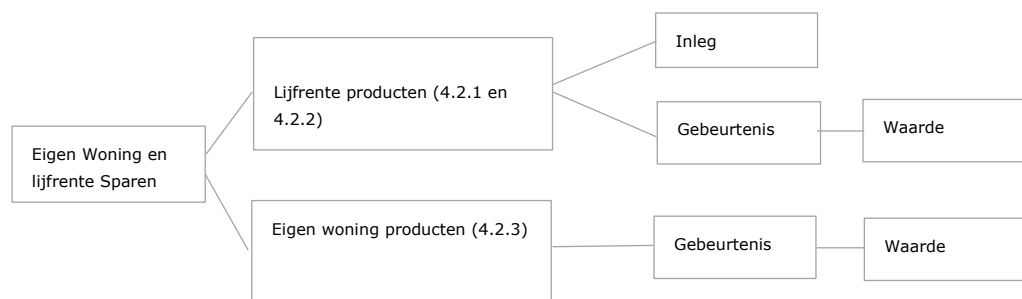 Eigen Woning en
lijfrente Sparen
Lijfrente producten (4.2.1 en
4.2.2)
Inleg
Gebeurtenis
Waarde
Eigen woning producten (4.2.3)
Gebeurtenis
Waarde